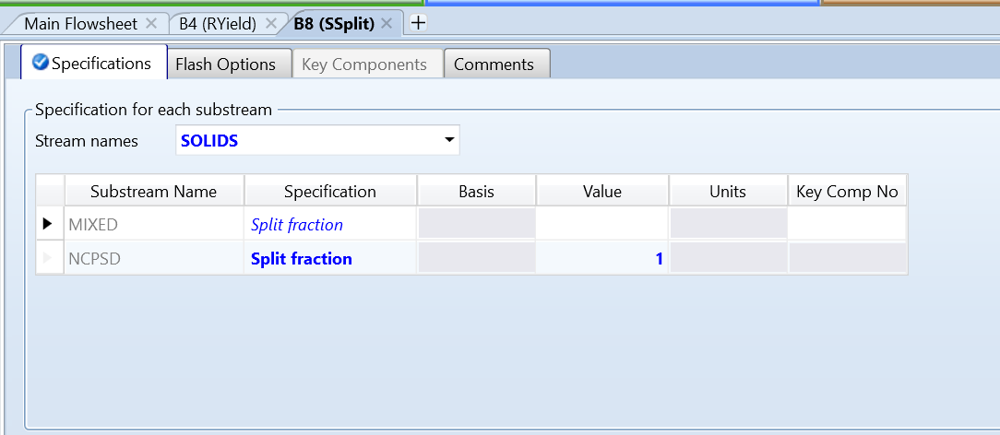 Main Flowsheet × B4 (RYield) × B8 (SSplit) × +
Specifications Flash Options Key Components Comments
Specification for each substream
Stream names SOLIDS
Substream Name Specification Basis Value Units Key Comp No
MIXED Split fraction
NCPSD Split fraction 1